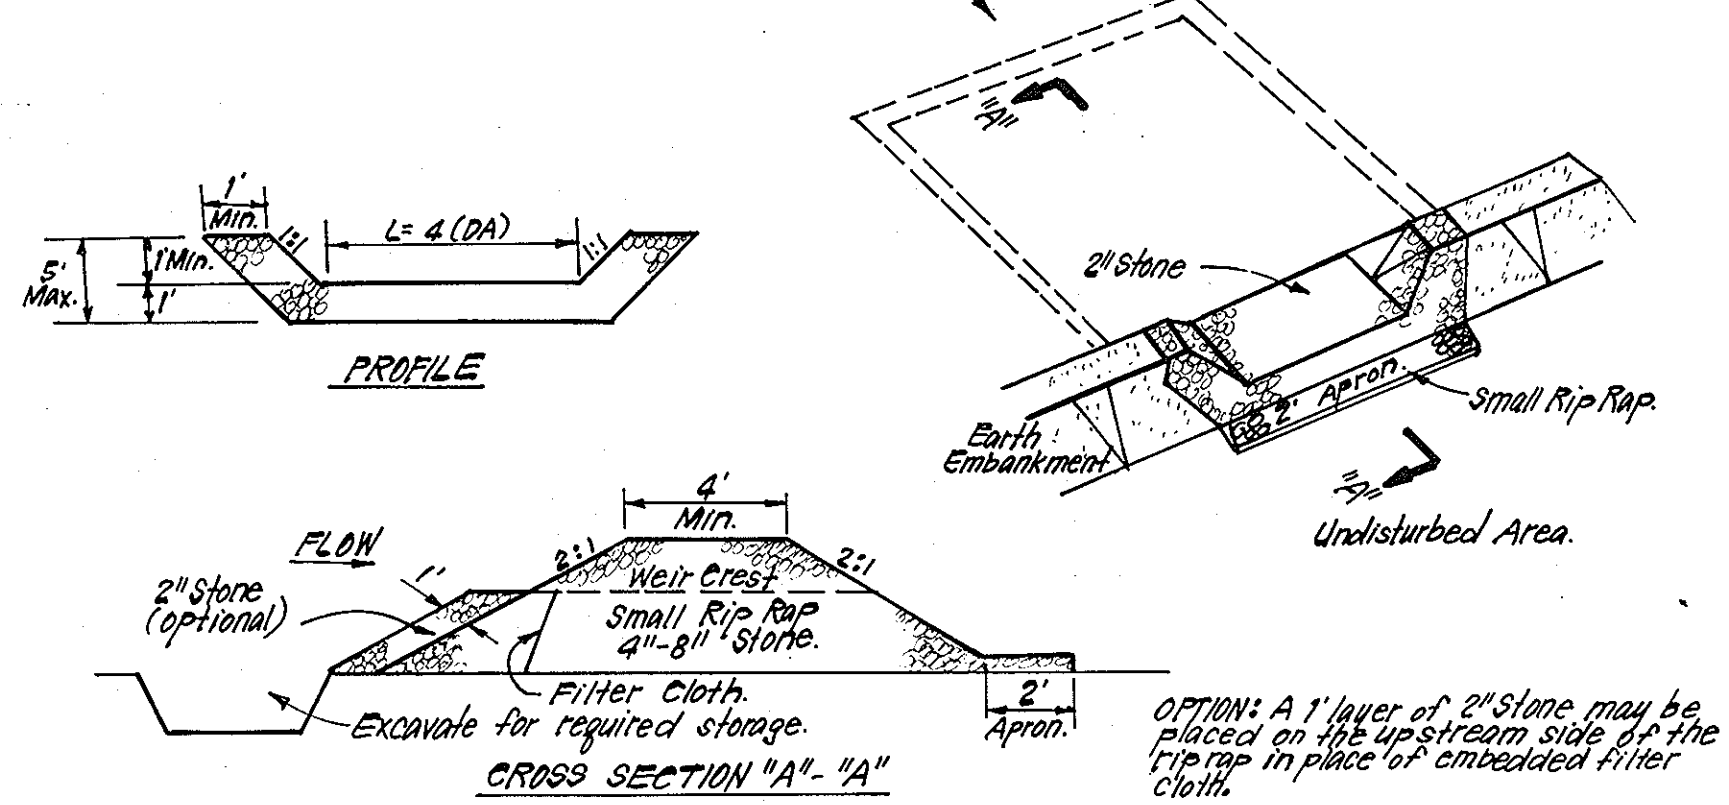 "A"
1'
Min.
1:1
L= 4 (DA)
1:1
5'
Max.
1' Min.
1'
PROFILE
2" Stone
2' Apron.
Small Rip Rap.
Earth
Embankment
"A"
Undisturbed Area.
4'
Min.
FLOW
2:1
2:1
1'
2" Stone
(optional)
Weir Crest
Small Rip Rap
4"-8" Stone.
Filter Cloth.
Excavate for required storage.
2'
Apron.
CROSS SECTION "A"- "A"
OPTION: A 1' layer of 2" Stone may be
placed on the upstream side of the
rip rap in place of embedded filter
cloth.